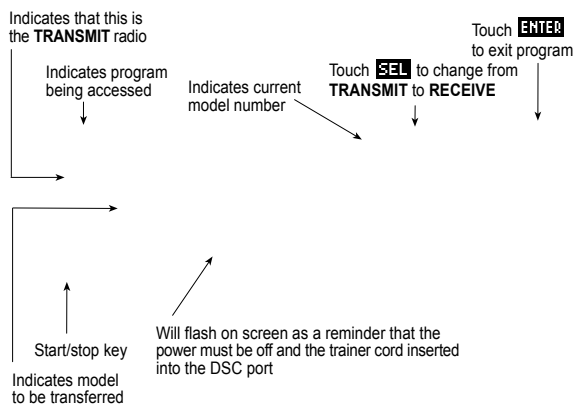 Indicates that this is
the TRANSMIT radio
Indicates program
being accessed
Indicates current
model number
Touch SEL to change from
TRANSMIT to RECEIVE
Touch ENTER
to exit program
Start/stop key
Indicates model
to be transferred
Will flash on screen as a reminder that the
power must be off and the trainer cord inserted
into the DSC port